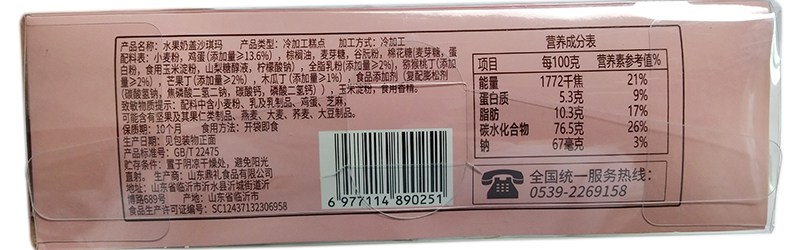 产品名称：水果奶盖沙琪玛　产品类型：冷加工糕点　加工方式：冷加工
配料表：小麦粉，鸡蛋(添加量≥13.6%)，棕榈油，麦芽糖，谷朊粉，棉花糖(麦芽糖，蛋
白粉，食用玉米淀粉，山梨糖醇液，柠檬酸钠)，全脂乳粉(添加量≥2%)，猕猴桃丁(添
加量≥2%)，芒果丁(添加量≥2%)，木瓜丁(添加量≥1%)，食品添加剂 (复配膨松剂
(碳酸氢钠，焦磷酸二氢二钠，碳酸钙，磷酸二氢钙))，玉米淀粉，食用香精。
致敏物质提示：配料中含小麦粉、乳及乳制品、鸡蛋、芝麻，
可能含有坚果及其果仁类制品、燕麦、大麦、荞麦、大豆制品。
保质期：10个月　食用方法：开袋即食
生产日期：见包装物正面
产品标准号：GB/T 22475
贮存条件：置于阴凉干燥处，避免阳光
直射。 生产商：山东鼎礼食品有限公司
地址：山东省临沂市沂水县沂城街道沂
博路689号　产地：山东省临沂市
食品生产许可证编号：SC12437132306958
6 977114 890251
营养成分表
项目　每100克　营养素参考值%
能量　1772千焦　21%
蛋白质　5.3克　9%
脂肪　10.3克　17%
碳水化合物　76.5克　26%
钠　67毫克　3%
全国统一服务热线：
0539-2269158